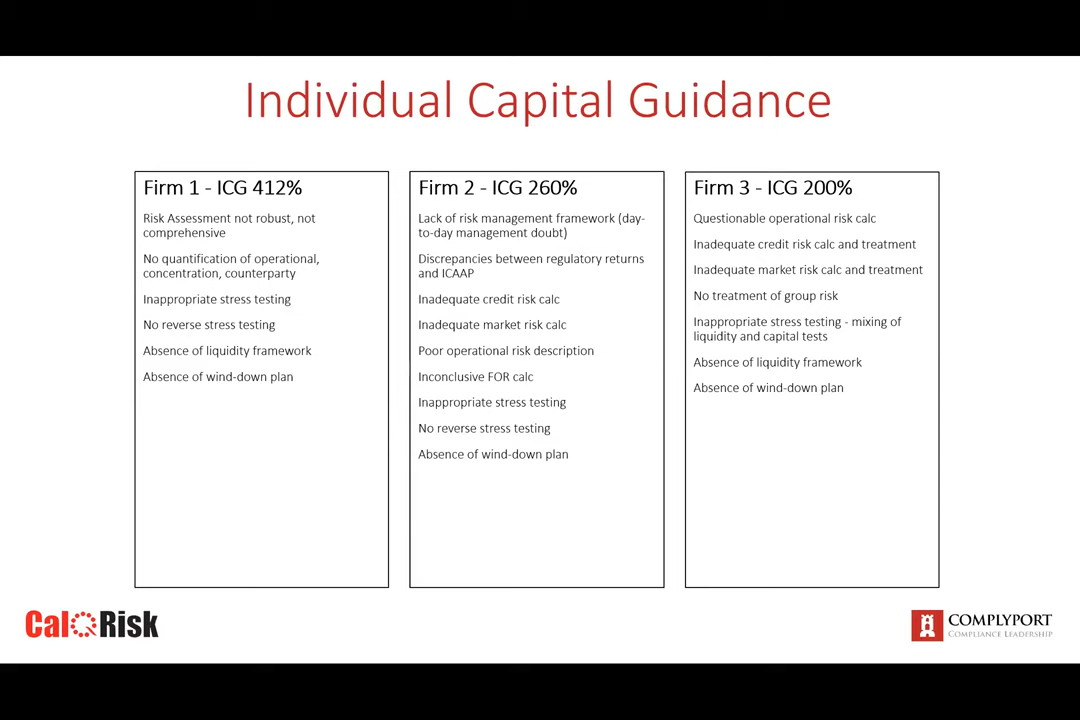 Individual Capital Guidance
Firm 1 - ICG 412%
Risk Assessment not robust, not
comprehensive
No quantification of operational,
concentration, counterparty
Inappropriate stress testing
No reverse stress testing
Absence of liquidity framework
Absence of wind-down plan
Firm 2 - ICG 260%
Lack of risk management framework (day-
to-day management doubt)
Discrepancies between regulatory returns
and ICAAP
Inadequate credit risk calc
Inadequate market risk calc
Poor operational risk description
Inconclusive FOR calc
Inappropriate stress testing
No reverse stress testing
Absence of wind-down plan
Firm 3 - ICG 200%
Questionable operational risk calc
Inadequate credit risk calc and treatment
Inadequate market risk calc and treatment
No treatment of group risk
Inappropriate stress testing - mixing of
liquidity and capital tests
Absence of liquidity framework
Absence of wind-down plan
CalQRisk
COMPLYPORT
COMPLIANCE LEADERSHIP